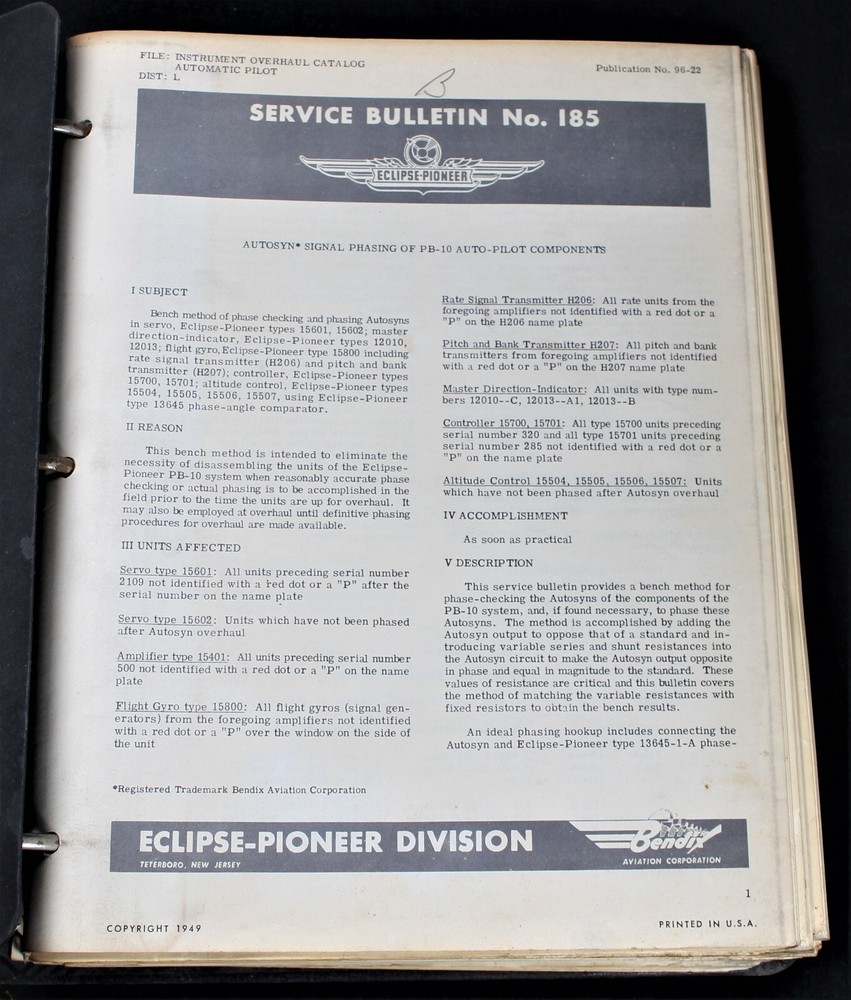 FILE: INSTRUMENT OVERHAUL CATALOG
AUTOMATIC PILOT
DIST: L
Publication No. 96-22
B
SERVICE BULLETIN No. 185
ECLIPSE-PIONEER
AUTOSYN* SIGNAL PHASING OF PB-10 AUTO-PILOT COMPONENTS
I SUBJECT
Bench method of phase checking and phasing Autosyns
in servo, Eclipse-Pioneer types 15601, 15602; master
direction-indicator, Eclipse-Pioneer types 12010,
12013; flight gyro, Eclipse-Pioneer type 15800 including
rate signal transmitter (H206) and pitch and bank
transmitter (H207); controller, Eclipse-Pioneer types
15700, 15701; altitude control, Eclipse-Pioneer types
15504, 15505, 15506, 15507, using Eclipse-Pioneer
type 13645 phase-angle comparator.
II REASON
This bench method is intended to eliminate the
necessity of disassembling the units of the Eclipse-
Pioneer PB-10 system when reasonably accurate phase
checking or actual phasing is to be accomplished in the
field prior to the time the units are up for overhaul. It
may also be employed at overhaul until definitive phasing
procedures for overhaul are made available.
III UNITS AFFECTED
Servo type 15601: All units preceding serial number
2109 not identified with a red dot or a "P" after the
serial number on the name plate
Servo type 15602: Units which have not been phased
after Autosyn overhaul
Amplifier type 15401: All units preceding serial number
500 not identified with a red dot or a "P" on the name
plate
Flight Gyro type 15800: All flight gyros (signal gen-
erators) from the foregoing amplifiers not identified
with a red dot or a "P" over the window on the side of
the unit
Rate Signal Transmitter H206: All rate units from the
foregoing amplifiers not identified with a red dot or a
"P" on the H206 name plate
Pitch and Bank Transmitter H207: All pitch and bank
transmitters from foregoing amplifiers not identified
with a red dot or a "P" on the H207 name plate
Master Direction-Indicator: All units with type num-
bers 12010--C, 12013--A1, 12013--B
Controller 15700, 15701: All type 15700 units preceding
serial number 320 and all type 15701 units preceding
serial number 285 not identified with a red dot or a
"P" on the name plate
Altitude Control 15504, 15505, 15506, 15507: Units
which have not been phased after Autosyn overhaul
IV ACCOMPLISHMENT
As soon as practical
V DESCRIPTION
This service bulletin provides a bench method for
phase-checking the Autosyns of the components of the
PB-10 system, and, if found necessary, to phase these
Autosyns. The method is accomplished by adding the
Autosyn output to oppose that of a standard and in-
troducing variable series and shunt resistances into
the Autosyn circuit to make the Autosyn output opposite
in phase and equal in magnitude to the standard. These
values of resistance are critical and this bulletin covers
the method of matching the variable resistances with
fixed resistors to obtain the bench results.
An ideal phasing hookup includes connecting the
Autosyn and Eclipse-Pioneer type 13645-1-A phase-
*Registered Trademark Bendix Aviation Corporation
ECLIPSE-PIONEER DIVISION
TETERBORO, NEW JERSEY
Bendix
AVIATION CORPORATION
1
COPYRIGHT 1949
PRINTED IN U.S.A.